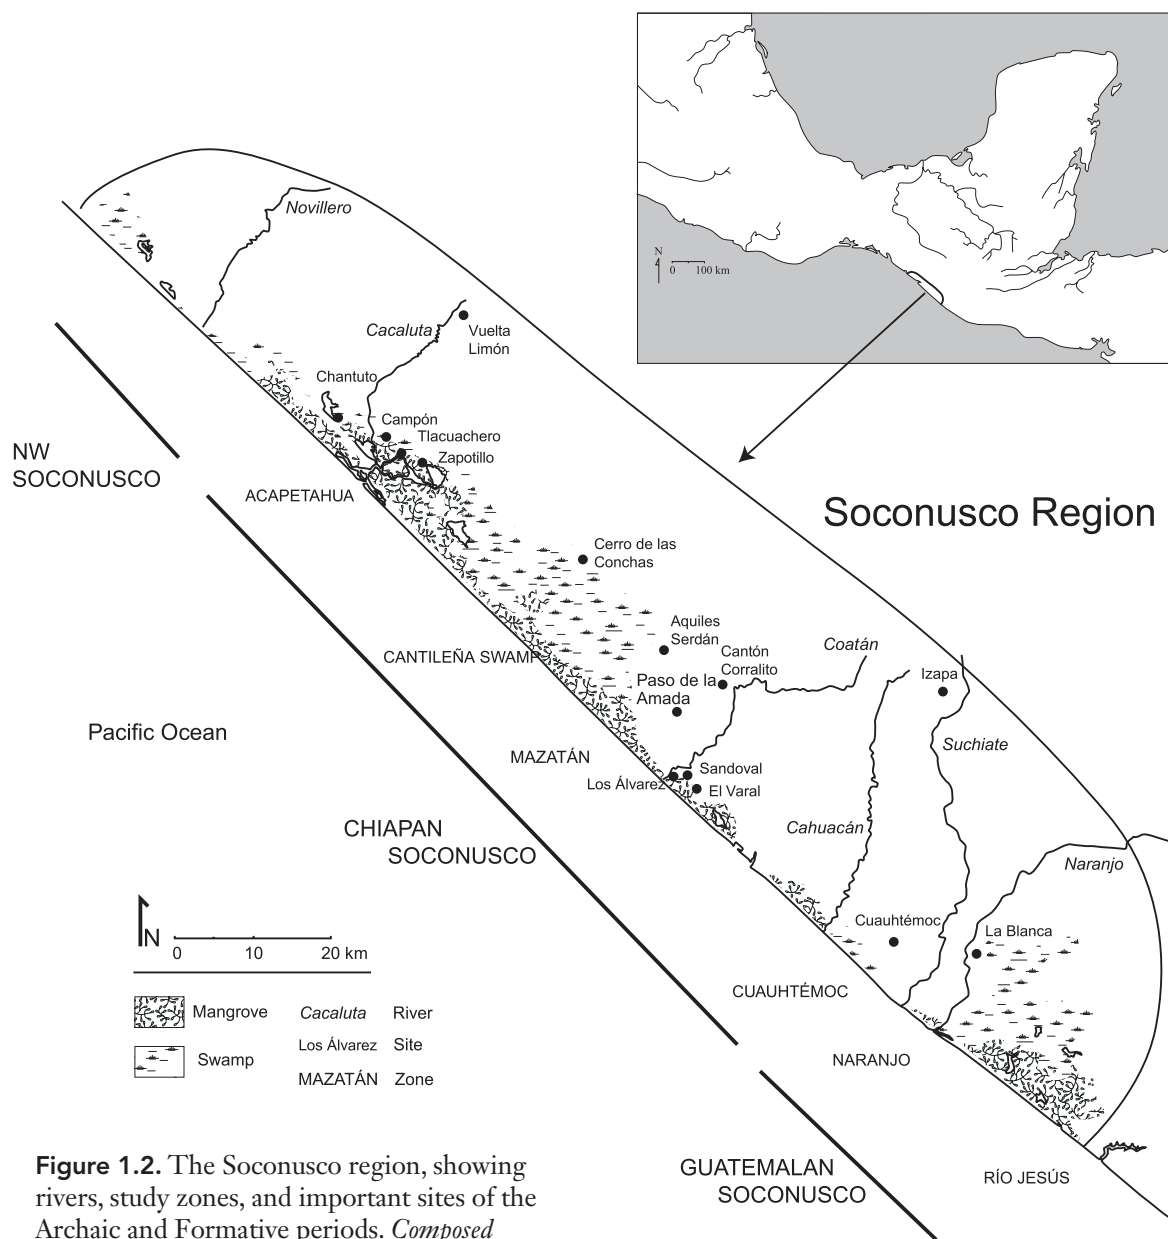 N
0 100 km
Novillero
Cacaluta
Vuelta
Limón
Chantuto
Campón
Tlacuachero
Zapotillo
NW
SOCONUSCO
ACAPETAHUA
Soconusco Region
Cerro de las
Conchas
Aquiles
Serdán
Cantón
Corralito
Coatán
CANTILEÑA SWAMP
Paso de la
Amada
Izapa
Pacific Ocean
Suchiate
MAZATÁN
Sandoval
Los Álvarez
El Varal
CHIAPAN
SOCONUSCO
Cahuacán
Naranjo
Cuauhtémoc
La Blanca
N
0 10 20 km
CUAUHTÉMOC
Mangrove
Cacaluta River
Los Álvarez Site
Swamp
MAZATÁN Zone
NARANJO
GUATEMALAN
SOCONUSCO
RÍO JESÚS
Figure 1.2. The Soconusco region, showing
rivers, study zones, and important sites of the
Archaic and Formative periods. Composed